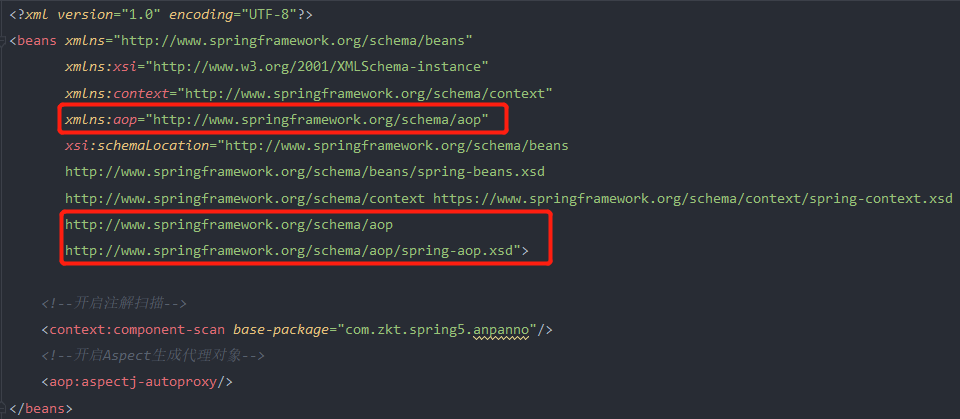 <?xml version="1.0" encoding="UTF-8"?>
<beans xmlns="http://www.springframework.org/schema/beans"
xmlns:xsi="http://www.w3.org/2001/XMLSchema-instance"
xmlns:context="http://www.springframework.org/schema/context"
xmlns:aop="http://www.springframework.org/schema/aop"
xsi:schemaLocation="http://www.springframework.org/schema/beans
http://www.springframework.org/schema/beans/spring-beans.xsd
http://www.springframework.org/schema/context https://www.springframework.org/schema/context/spring-context.xsd
http://www.springframework.org/schema/aop
http://www.springframework.org/schema/aop/spring-aop.xsd">
<!--开启注解扫描-->
<context:component-scan base-package="com.zkt.spring5.anpanno"/>
<!--开启Aspect生成代理对象-->
<aop:aspectj-autoproxy/>
</beans>